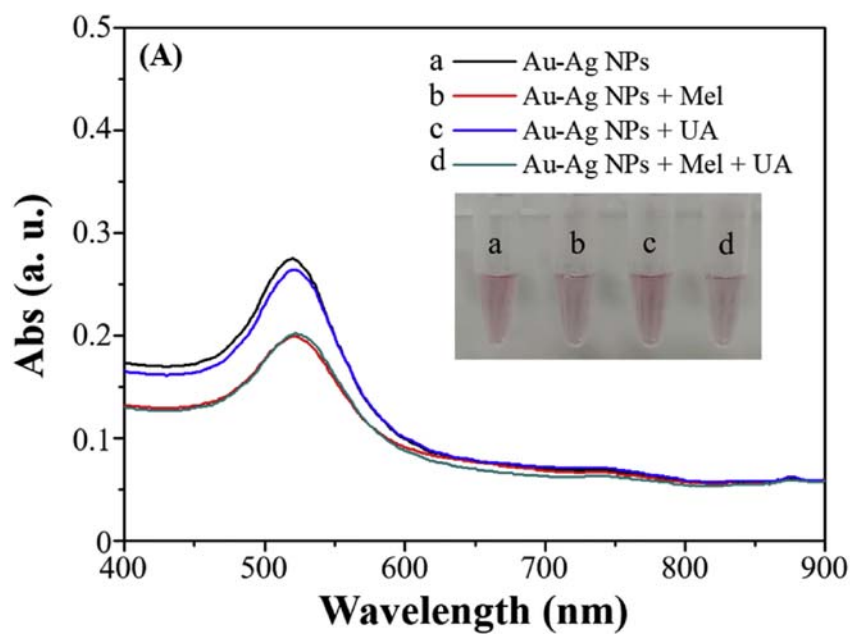 (A)
a Au-Ag NPs
b Au-Ag NPs + Mel
c Au-Ag NPs + UA
d Au-Ag NPs + Mel + UA
a b c d
Abs (a. u.)
0.5
0.4
0.3
0.2
0.1
0
400 500 600 700 800 900
Wavelength (nm)